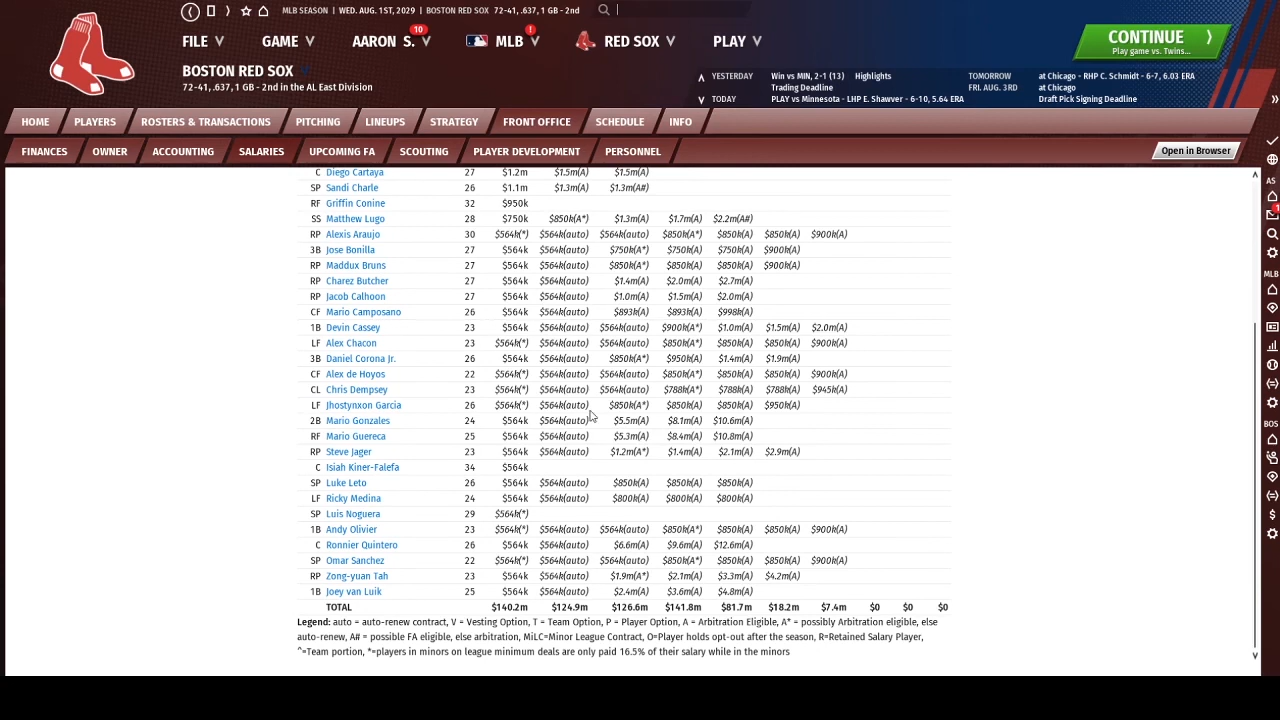 MLB SEASON | WED. AUG. 1ST, 2029 | BOSTON RED SOX 72-41, .637, 1 GB - 2nd
FILE GAME AARON S. 10 MLB ! RED SOX PLAY
CONTINUE
Play game vs. Twins...
BOSTON RED SOX
72-41, .637, 1 GB - 2nd in the AL East Division
YESTERDAY Win vs MIN, 2-1 (13) Highlights TOMORROW at Chicago - RHP C. Schmidt - 6-7, 6.03 ERA
Trading Deadline FRI. AUG. 3RD at Chicago
TODAY PLAY vs Minnesota - LHP E. Shawver - 6-10, 5.64 ERA Draft Pick Signing Deadline
HOME PLAYERS ROSTERS & TRANSACTIONS PITCHING LINEUPS STRATEGY FRONT OFFICE SCHEDULE INFO
FINANCES OWNER ACCOUNTING SALARIES UPCOMING FA SCOUTING PLAYER DEVELOPMENT PERSONNEL Open in Browser
C Diego Cartaya 27 $1.2m $1.5m(A) $1.5m(A)
SP Sandi Charle 26 $1.1m $1.3m(A) $1.3m(A#)
RF Griffin Conine 32 $950k
SS Matthew Lugo 28 $750k $850k(A*) $1.3m(A) $1.7m(A) $2.2m(A#)
RP Alexis Araujo 30 $564k(*) $564k(auto) $564k(auto) $850k(A*) $850k(A) $850k(A) $900k(A)
3B Jose Bonilla 27 $564k $564k(auto) $750k(A*) $750k(A) $750k(A) $900k(A)
RP Maddux Bruns 27 $564k $564k(auto) $850k(A*) $850k(A) $850k(A) $900k(A)
RP Charez Butcher 27 $564k $564k(auto) $1.4m(A) $2.0m(A) $2.7m(A)
RP Jacob Calhoon 27 $564k $564k(auto) $1.0m(A) $1.5m(A) $2.0m(A)
CF Mario Camposano 26 $564k $564k(auto) $893k(A) $893k(A) $998k(A)
1B Devin Cassey 23 $564k $564k(auto) $564k(auto) $900k(A*) $1.0m(A) $1.5m(A) $2.0m(A)
LF Alex Chacon 23 $564k(*) $564k(auto) $564k(auto) $850k(A*) $850k(A) $850k(A) $900k(A)
3B Daniel Corona Jr. 26 $564k $564k(auto) $850k(A*) $950k(A) $1.4m(A) $1.9m(A)
CF Alex de Hoyos 22 $564k(*) $564k(auto) $564k(auto) $850k(A*) $850k(A) $850k(A) $900k(A)
CL Chris Dempsey 23 $564k(*) $564k(auto) $564k(auto) $788k(A*) $788k(A) $788k(A) $945k(A)
LF Jhostynxon Garcia 26 $564k(*) $564k(auto) $850k(A*) $850k(A) $850k(A) $950k(A)
2B Mario Gonzales 24 $564k $564k(auto) $5.5m(A) $8.1m(A) $10.6m(A)
RF Mario Guereca 25 $564k $564k(auto) $5.3m(A) $8.4m(A) $10.8m(A)
RP Steve Jager 23 $564k $564k(auto) $1.2m(A*) $1.4m(A) $2.1m(A) $2.9m(A)
C Isiah Kiner-Falefa 34 $564k
SP Luke Leto 26 $564k $564k(auto) $850k(A) $850k(A) $850k(A)
LF Ricky Medina 24 $564k $564k(auto) $800k(A) $800k(A) $800k(A)
SP Luis Noguera 29 $564k(*)
1B Andy Olivier 23 $564k(*) $564k(auto) $564k(auto) $850k(A*) $850k(A) $850k(A) $900k(A)
C Ronnier Quintero 26 $564k $564k(auto) $6.6m(A) $9.6m(A) $12.6m(A)
SP Omar Sanchez 22 $564k(*) $564k(auto) $564k(auto) $850k(A*) $850k(A) $850k(A) $900k(A)
RP Zong-yuan Tah 23 $564k $564k(auto) $1.9m(A*) $2.1m(A) $3.3m(A) $4.2m(A)
1B Joey van Luik 25 $564k $564k(auto) $2.4m(A) $3.6m(A) $4.8m(A)
TOTAL $140.2m $124.9m $126.6m $141.8m $81.7m $18.2m $7.4m $0 $0 $0
Legend: auto = auto-renew contract, V = Vesting Option, T = Team Option, P = Player Option, A = Arbitration Eligible, A* = possibly Arbitration eligible, else
auto-renew, A# = possible FA eligible, else arbitration, MiLC=Minor League Contract, O=Player holds opt-out after the season, R=Retained Salary Player,
^=Team portion, *=players in minors on league minimum deals are only paid 16.5% of their salary while in the minors
AS
MLB
BOS